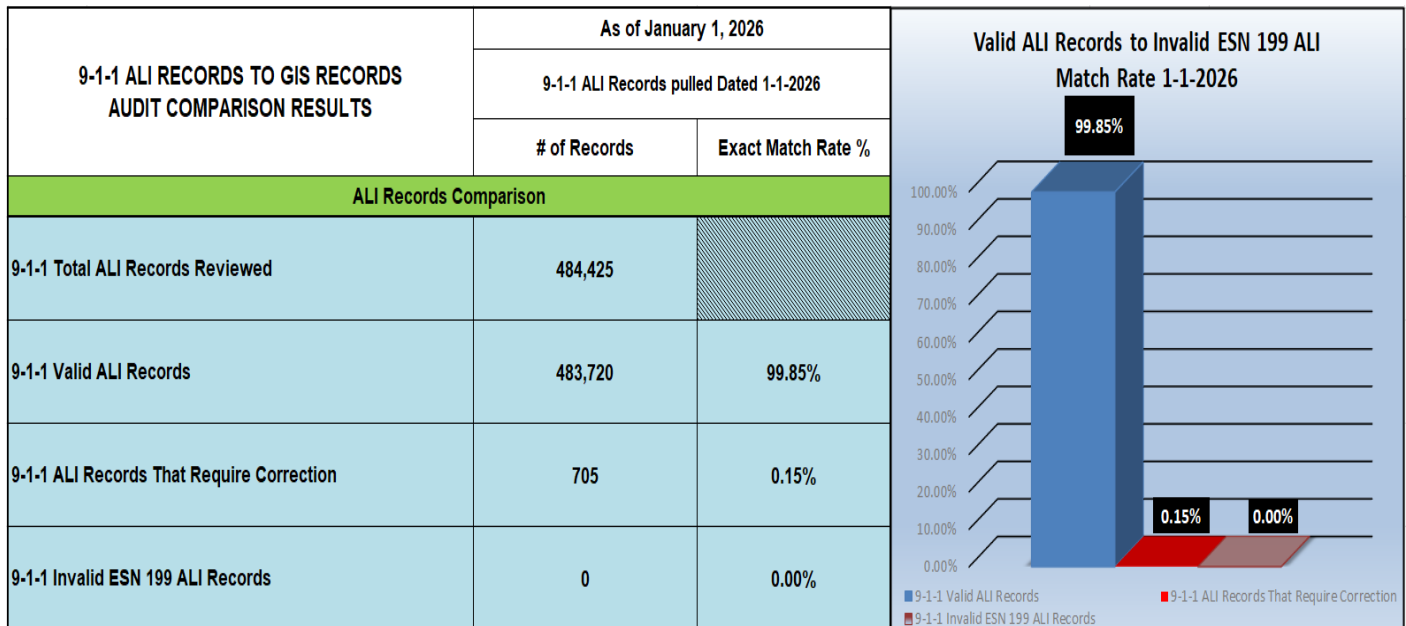 9-1-1 ALI RECORDS TO GIS RECORDS
AUDIT COMPARISON RESULTS
As of January 1, 2026
9-1-1 ALI Records pulled Dated 1-1-2026
# of Records
Exact Match Rate %
ALI Records Comparison
9-1-1 Total ALI Records Reviewed
484,425
9-1-1 Valid ALI Records
483,720
99.85%
9-1-1 ALI Records That Require Correction
705
0.15%
9-1-1 Invalid ESN 199 ALI Records
0
0.00%
Valid ALI Records to Invalid ESN 199 ALI
Match Rate 1-1-2026
99.85%
100.00%
90.00%
80.00%
70.00%
60.00%
50.00%
40.00%
30.00%
20.00%
10.00%
0.00%
0.15%
0.00%
9-1-1 Valid ALI Records
9-1-1 ALI Records That Require Correction
9-1-1 Invalid ESN 199 ALI Records